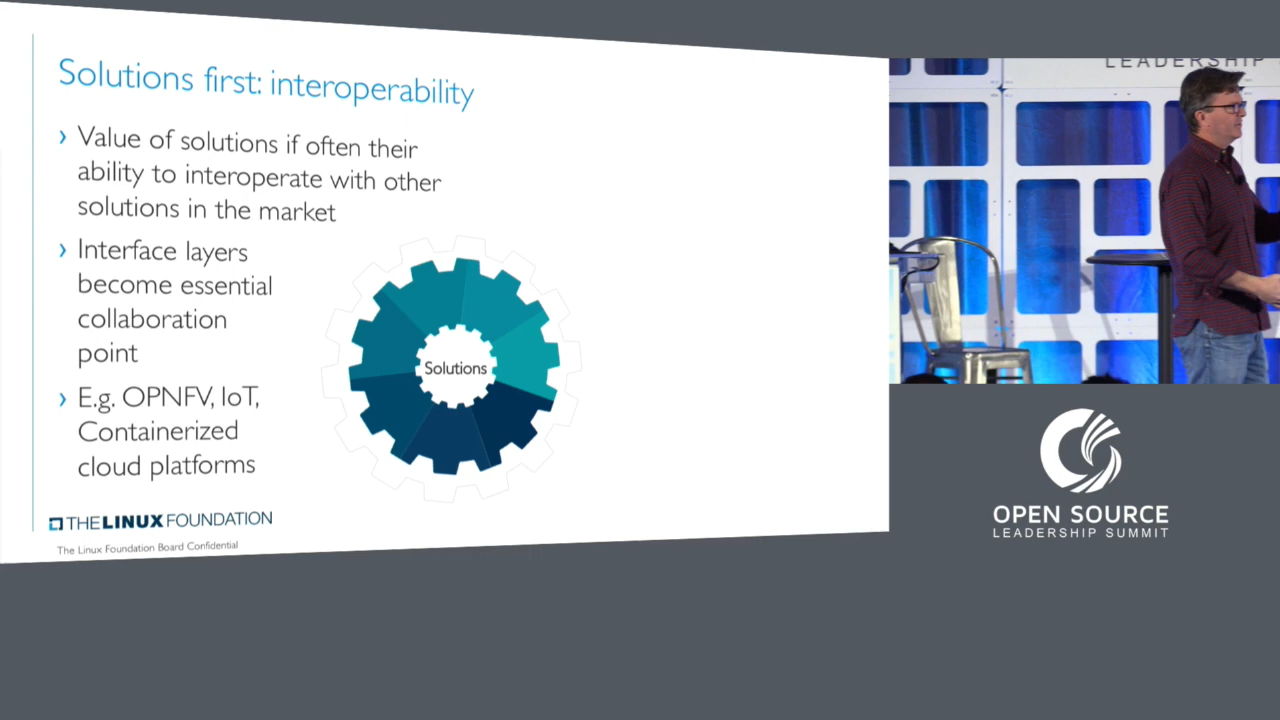 Solutions first: interoperability
› Value of solutions if often their
ability to interoperate with other
solutions in the market
› Interface layers
become essential
collaboration
point
› E.g. OPNFV, IoT,
Containerized
cloud platforms
Solutions
THE LINUX FOUNDATION
The Linux Foundation Board Confidential
LEADERSHIP
OPEN SOURCE
LEADERSHIP SUMMIT